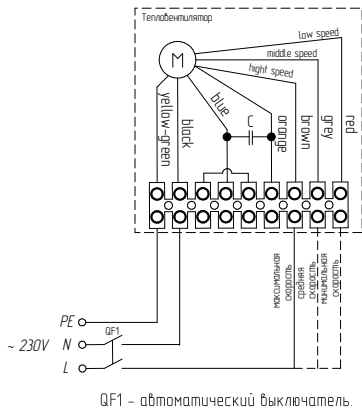 Тепловентилятор
low speed
middle speed
hight speed
M
yellow-green
black
blue
C
orange
brown
grey
red
максимальная
скорость
средняя
скорость
минимальная
скорость
PE
QF1
~ 230V N
L
QF1 - автоматический выключатель.